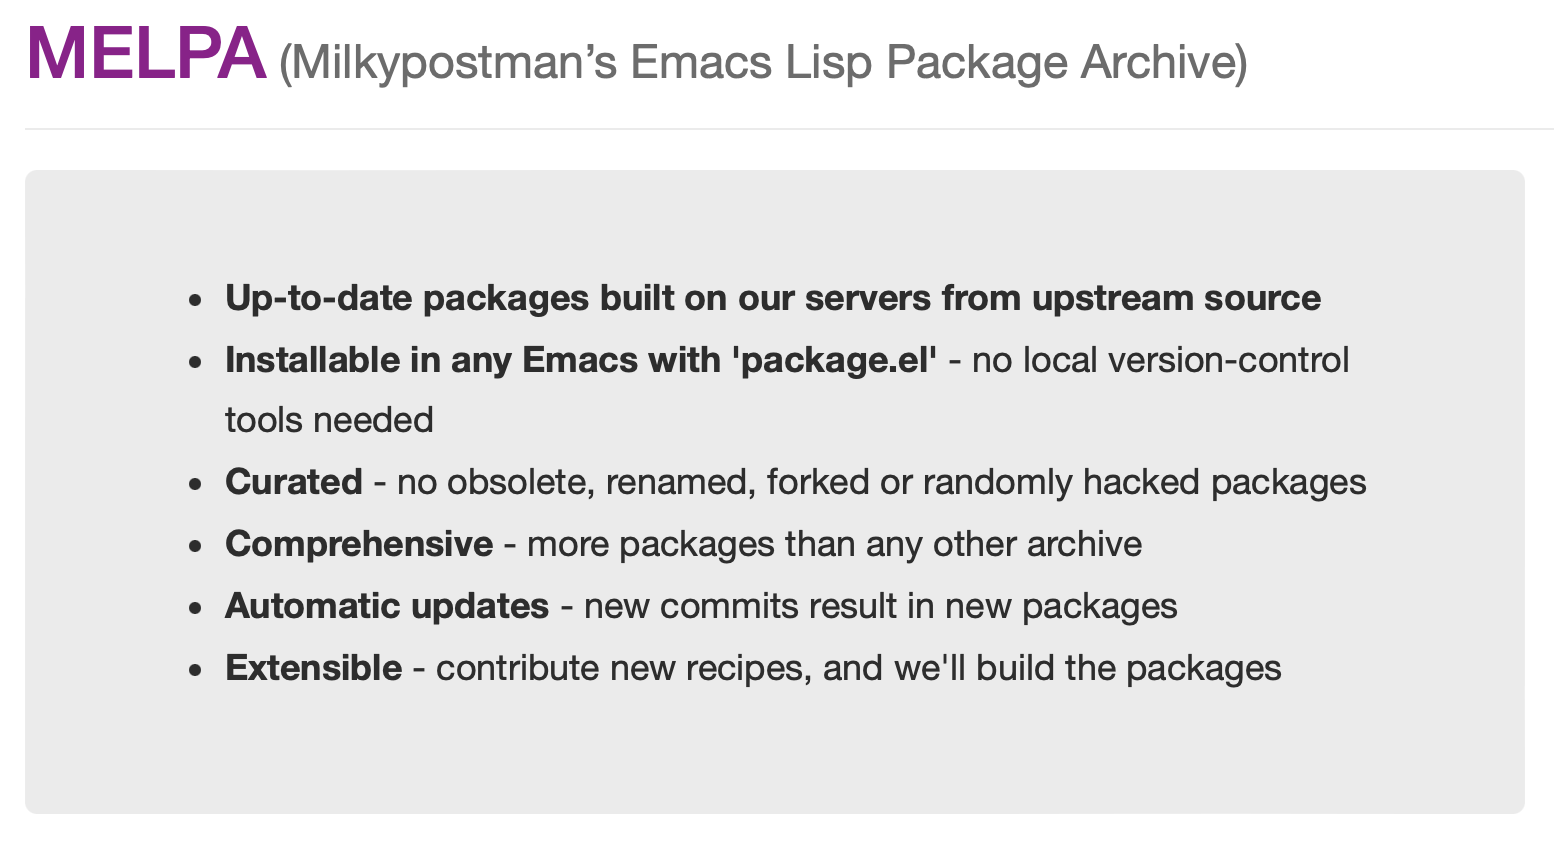 MELPA (Milkypostman’s Emacs Lisp Package Archive)
• Up-to-date packages built on our servers from upstream source
• Installable in any Emacs with 'package.el' - no local version-control
tools needed
• Curated - no obsolete, renamed, forked or randomly hacked packages
• Comprehensive - more packages than any other archive
• Automatic updates - new commits result in new packages
• Extensible - contribute new recipes, and we'll build the packages